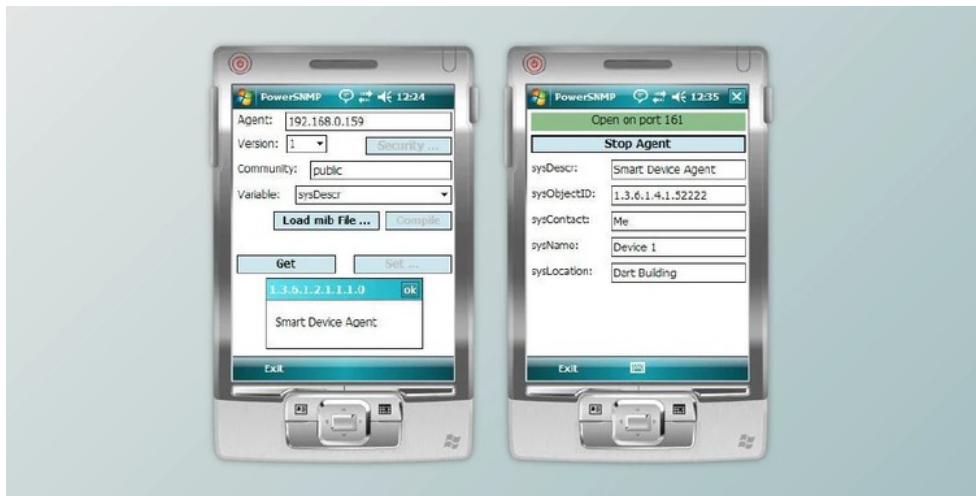 PowerSNMP 12:24
Agent: 192.168.0.159
Version: 1 Security ...
Community: public
Variable: sysDescr
Load mib File ... Compile
Get Set ...
1.3.6.1.2.1.1.1.0 ok
Smart Device Agent
Exit
PowerSNMP 12:35
Open on port 161
Stop Agent
sysDescr: Smart Device Agent
sysObjectID: 1.3.6.1.4.1.52222
sysContact: Me
sysName: Device 1
sysLocation: Dart Building
Exit